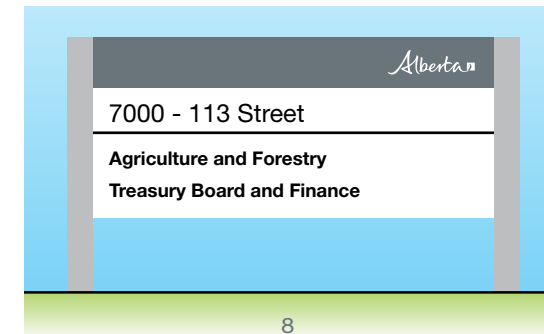 Alberta
7000 - 113 Street
Agriculture and Forestry
Treasury Board and Finance
8